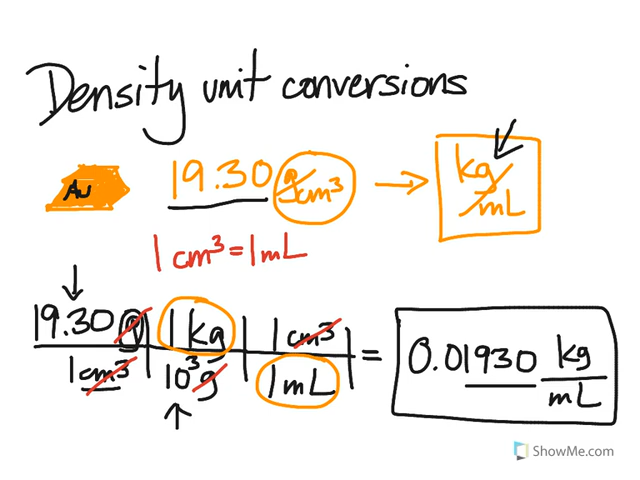 Density unit conversions
Au 19.30 g/cm³ → kg/mL
1 cm³ = 1 mL
19.30 g | 1 kg | 1 cm³ | = 0.01930 kg
1 cm³ | 10³ g | 1 mL | mL
ShowMe.com